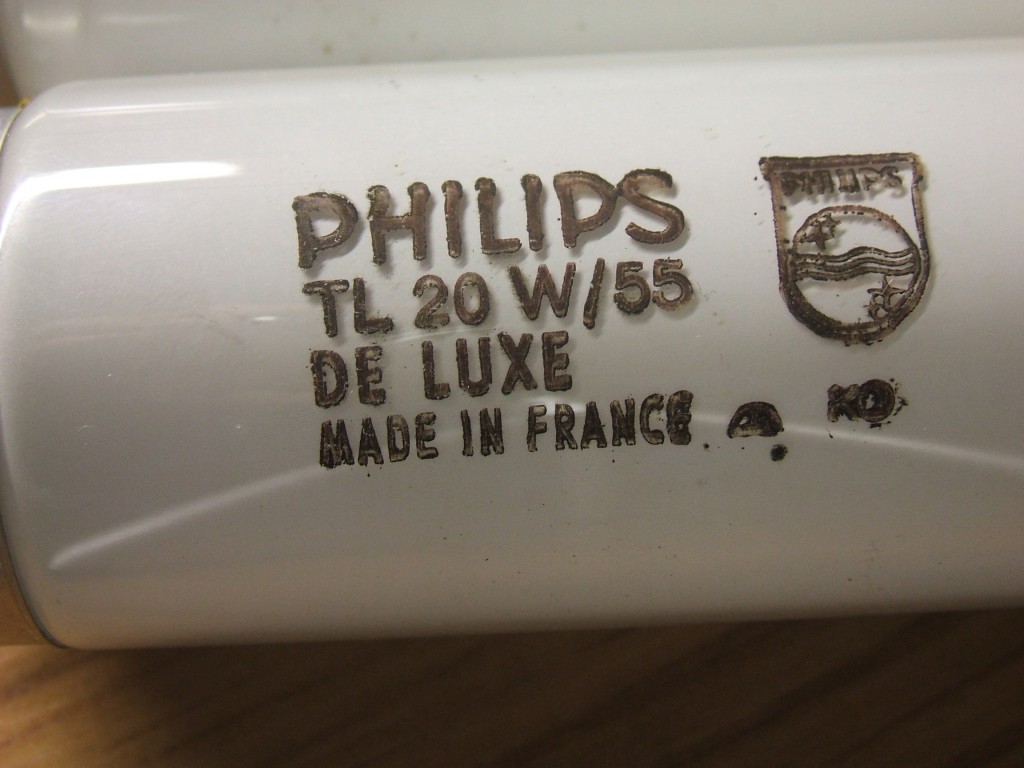 PHILIPS
TL 20 W/55
DE LUXE
MADE IN FRANCE
PHILIPS